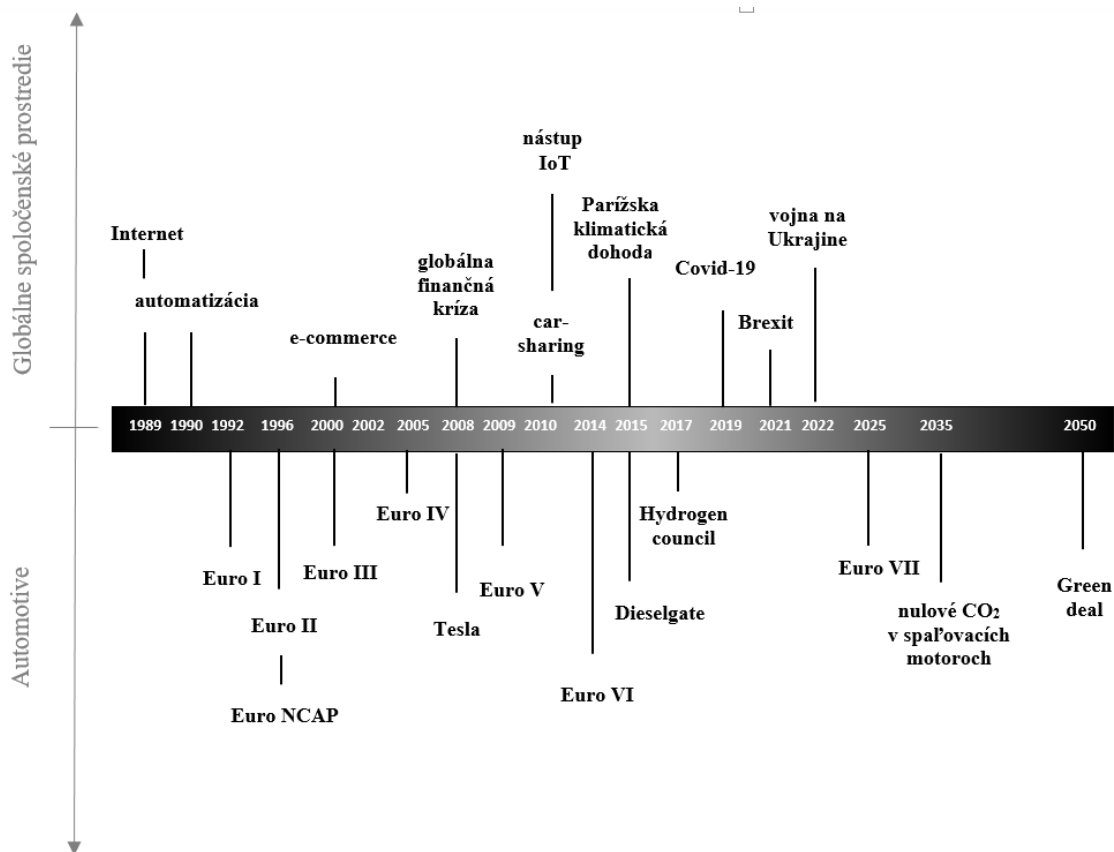 Globálne spoločenské prostredie
Automotive
nástup
IoT
Parížska
klimatická
dohoda
vojna na
Ukrajine
Internet
globálna
finančná
kríza
Covid-19
automatizácia
e-commerce
car-
sharing
Brexit
1989 1990 1992 1996 2000 2002 2005 2008 2009 2010 2014 2015 2017 2019 2021 2022 2025 2035 2050
Euro IV
Hydrogen
council
Euro I
Euro III
Euro V
Euro VII
Green
deal
Euro II
Tesla
Dieselgate
nulové CO₂
v spaľovacích
motoroch
Euro NCAP
Euro VI